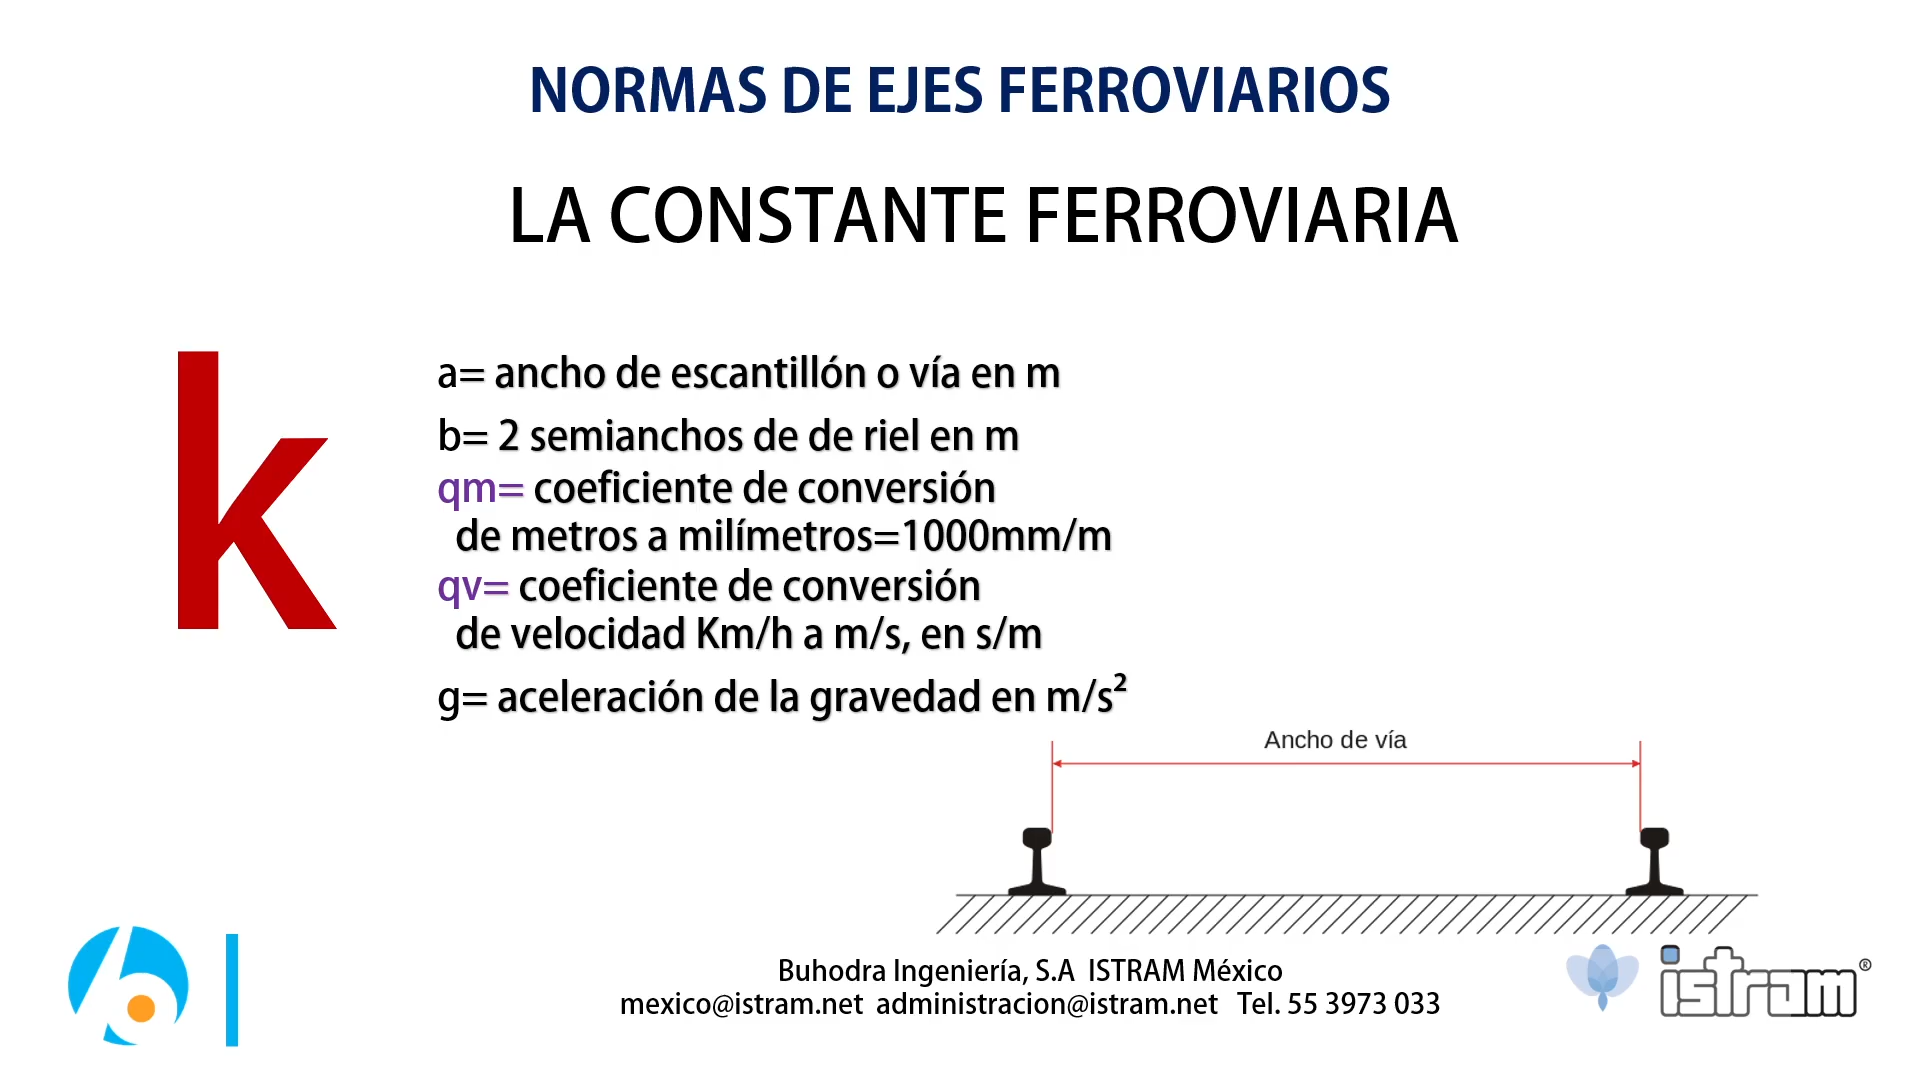 NORMAS DE EJES FERROVIARIOS
LA CONSTANTE FERROVIARIA
k
a= ancho de escantillón o vía en m
b= 2 semianchos de de riel en m
qm= coeficiente de conversión
de metros a milímetros=1000mm/m
qv= coeficiente de conversión
de velocidad Km/h a m/s, en s/m
g= aceleración de la gravedad en m/s²
Ancho de vía
Buhodra Ingeniería, S.A ISTRAM México
mexico@istram.net administracion@istram.net Tel. 55 3973 033
istram®